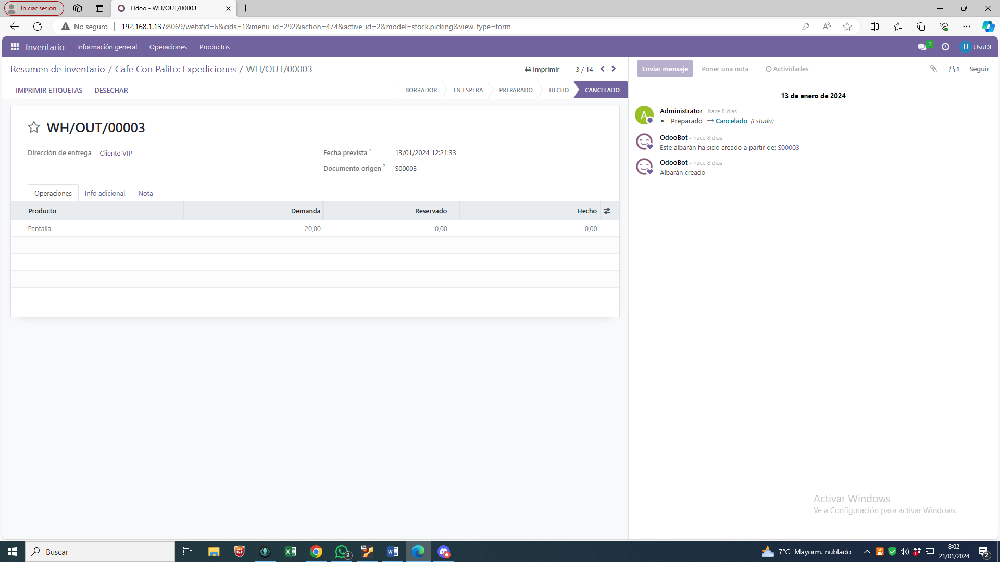 Iniciar sesión
Odoo - WH/OUT/00003
No seguro
192.168.1.137:8069/web#id=6&cids=1&menu_id=292&action=474&active_id=2&model=stock.picking&view_type=form
Inventario Información general Operaciones Productos
1
U UsuDE
Resumen de inventario / Cafe Con Palito: Expediciones / WH/OUT/00003
Imprimir 3 / 14
Enviar mensaje Poner una nota Actividades 1 Seguir
IMPRIMIR ETIQUETAS DESECHAR
BORRADOR EN ESPERA PREPARADO HECHO CANCELADO
WH/OUT/00003
Dirección de entrega Cliente VIP
Fecha prevista ? 13/01/2024 12:21:33
Documento origen ? S00003
Operaciones Info adicional Nota
Producto Demanda Reservado Hecho
Pantalla 20,00 0,00 0,00
13 de enero de 2024
A
Administrator - hace 8 días
• Preparado → Cancelado (Estado)
OdooBot - hace 8 días
Este albarán ha sido creado a partir de: S00003
OdooBot - hace 8 días
Albarán creado
Activar Windows
Ve a Configuración para activar Windows.
Buscar
2
64
7°C Mayorm. nublado
1
8:02
21/01/2024
2